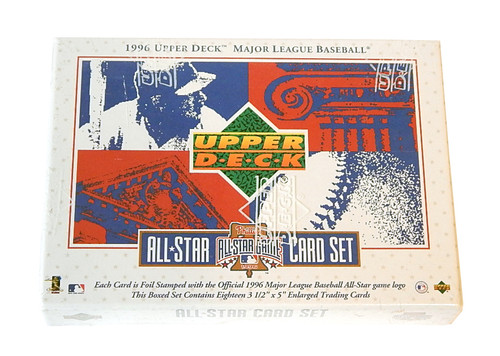 1996 UPPER DECK™ MAJOR LEAGUE BASEBALL®
UPPER
DECK
ALL★STAR
ALL-STAR GAME
CARD SET
Each Card is Foil Stamped with the Official 1996 Major League Baseball All-Star game logo
This Boxed Set Contains Eighteen 3 1/2" x 5" Enlarged Trading Cards
ALL-STAR CARD SET